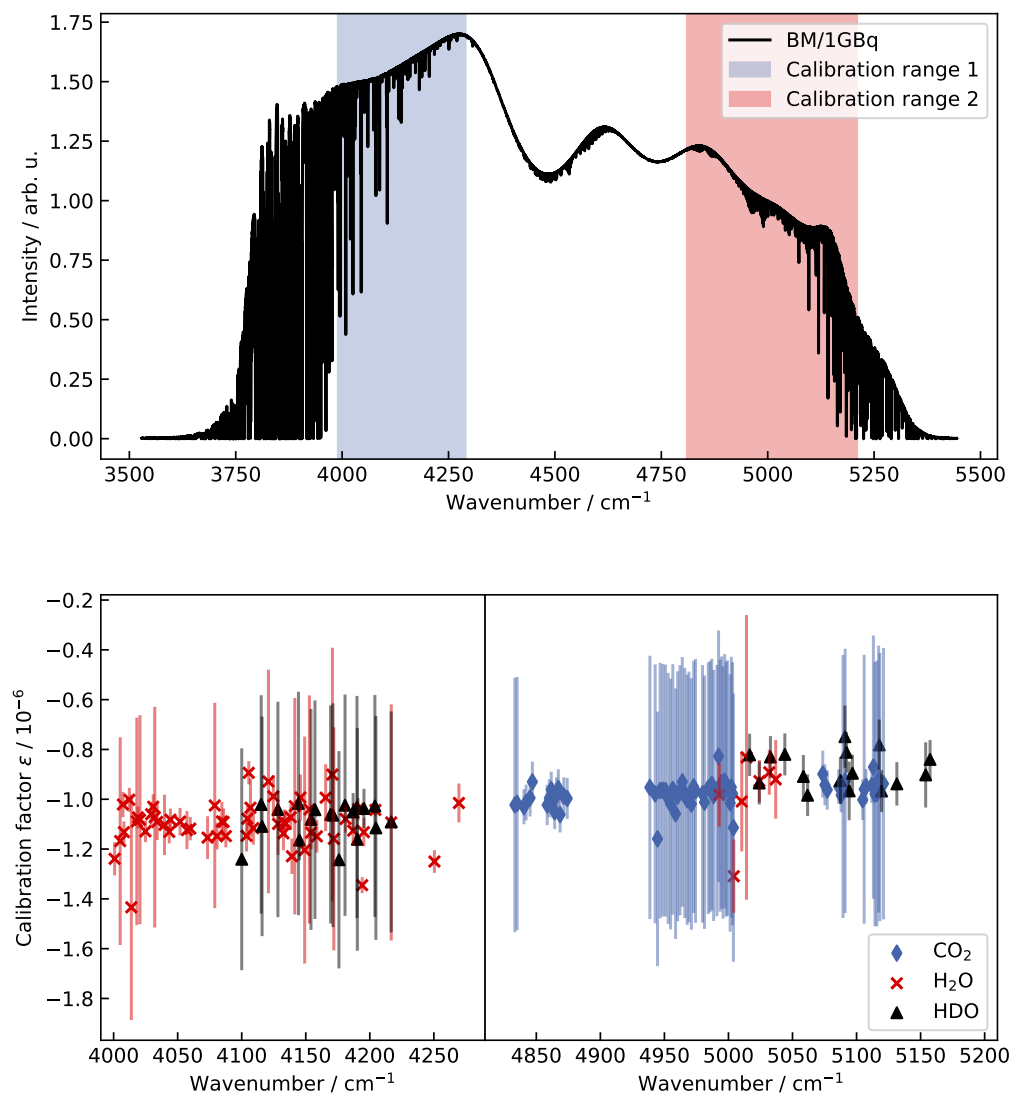 1.75
1.50
1.25
1.00
0.75
0.50
0.25
0.00
Intensity / arb. u.
BM/1GBq
Calibration range 1
Calibration range 2
3500 3750 4000 4250 4500 4750 5000 5250 5500
Wavenumber / cm⁻¹
−0.2
−0.4
−0.6
−0.8
−1.0
−1.2
−1.4
−1.6
−1.8
Calibration factor ε / 10⁻⁶
CO₂
H₂O
HDO
4000 4050 4100 4150 4200 4250 4850 4900 4950 5000 5050 5100 5150 5200
Wavenumber / cm⁻¹ Wavenumber / cm⁻¹